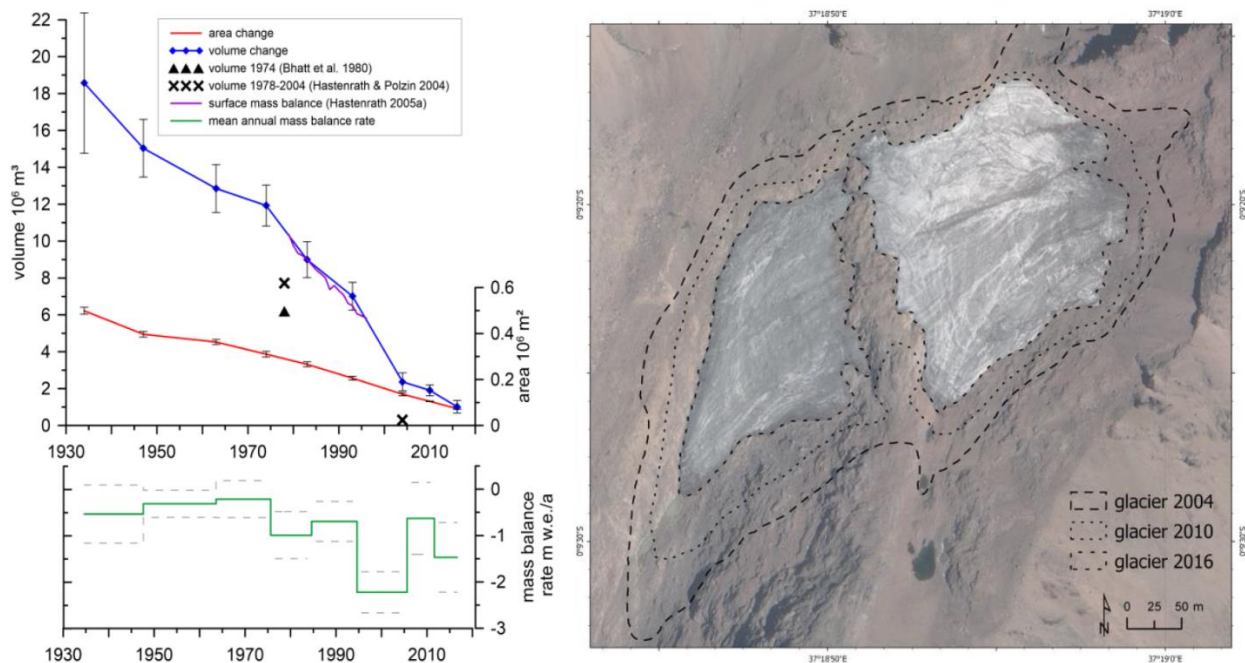 22
20
18
16
14
12
10
8
6
4
2
0
volume 10⁶ m³
area change
volume change
volume 1974 (Bhatt et al. 1980)
volume 1978-2004 (Hastenrath & Polzin 2004)
surface mass balance (Hastenrath 2005a)
mean annual mass balance rate
0.6
0.4
0.2
0
area 10⁶ m²
1930 1950 1970 1990 2010
0
-1
-2
-3
mass balance
rate m w.e./a
1930 1950 1970 1990 2010
37°18'50"E 37°19'0"E
0°9'20"S 0°9'20"S
0°9'30"S 0°9'30"S
glacier 2004
glacier 2010
glacier 2016
N 0 25 50 m
37°18'50"E 37°19'0"E